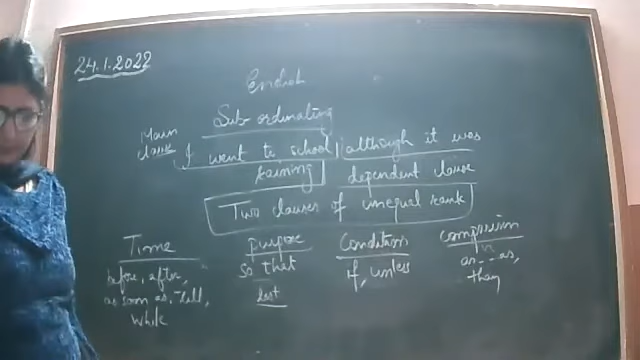 24.1.2022
English
Sub ordinating
Main
clause
I went to school although it was
raining dependent clause
Two clauses of unequal rank
Time purpose Conditions comparism
before, after, so that if, unless as...as,
as soon as, till, lest than
while